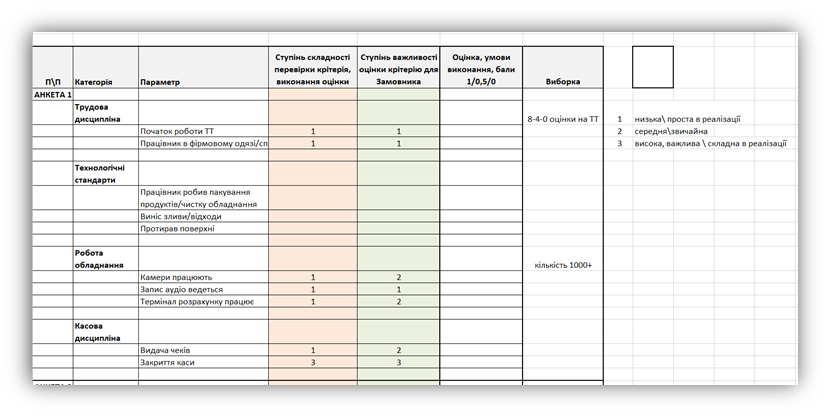 П\П Категорія Параметр Ступінь складності перевірки крітерія, виконання оцінки Ступінь важливості оцінки крітерію для Замовника Оцінка, умови виконання, бали 1/0,5/0 Виборка
АНКЕТА 1
Трудова дисципліна 8-4-0 оцінки на ТТ 1 низька\ проста в реалізації
Початок роботи ТТ 1 1 2 середня\звичайна
Працівник в фірмовому одязі/сп 1 1 3 висока, важлива \ складна в реалізації
Технологічні стандарти
Працівник робив пакування продуктів/чистку обладнання
Виніс зливи/відходи
Протирав поверхні
Робота обладнання кількість 1000+
Камери працюють 1 2
Запис аудіо ведеться 1 1
Термінал розрахунку працює 1 2
Касова дисципліна
Видача чеків 1 2
Закриття каси 3 3